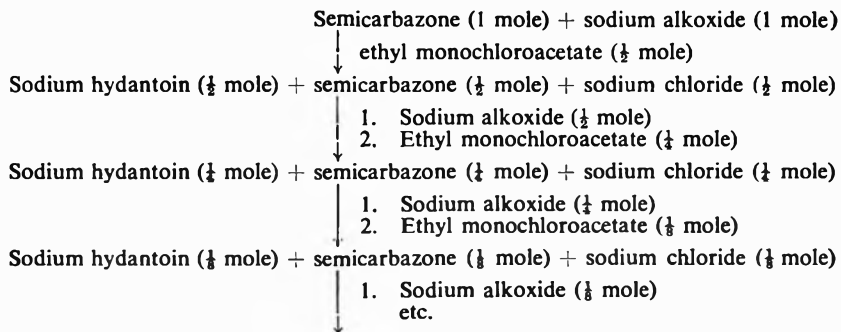 Semicarbazone (1 mole) + sodium alkoxide (1 mole)
ethyl monochloroacetate (½ mole)
Sodium hydantoin (½ mole) + semicarbazone (½ mole) + sodium chloride (½ mole)
1. Sodium alkoxide (½ mole)
2. Ethyl monochloroacetate (¼ mole)
Sodium hydantoin (¼ mole) + semicarbazone (¼ mole) + sodium chloride (¼ mole)
1. Sodium alkoxide (¼ mole)
2. Ethyl monochloroacetate (⅛ mole)
Sodium hydantoin (⅛ mole) + semicarbazone (⅛ mole) + sodium chloride (⅛ mole)
1. Sodium alkoxide (⅛ mole)
etc.